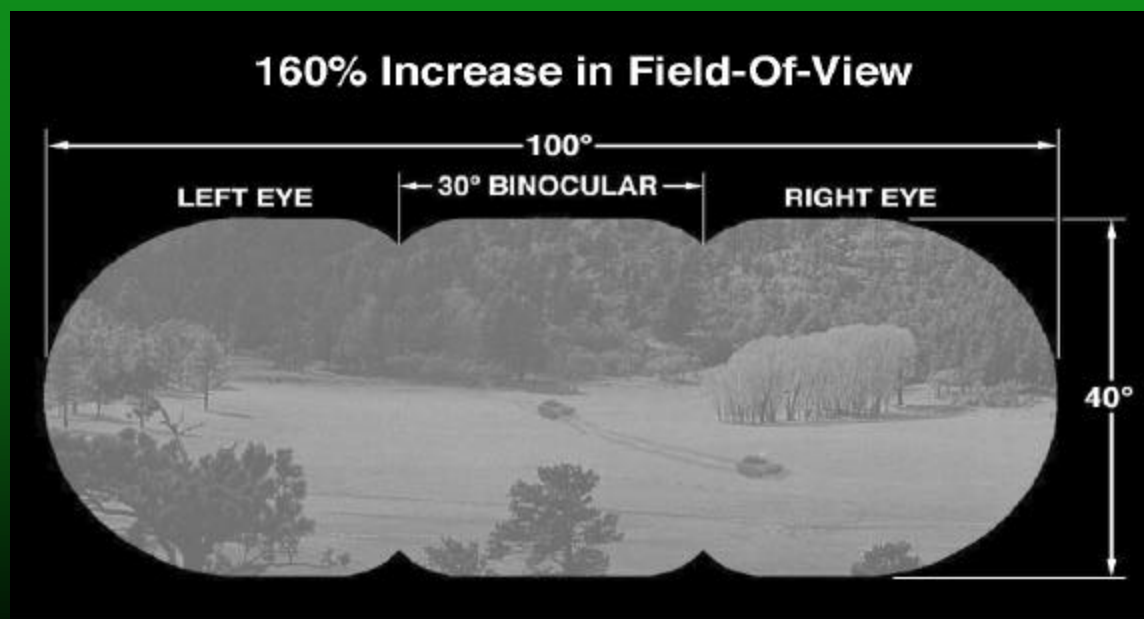 160% Increase in Field-Of-View
100°
30° BINOCULAR
LEFT EYE
RIGHT EYE
40°